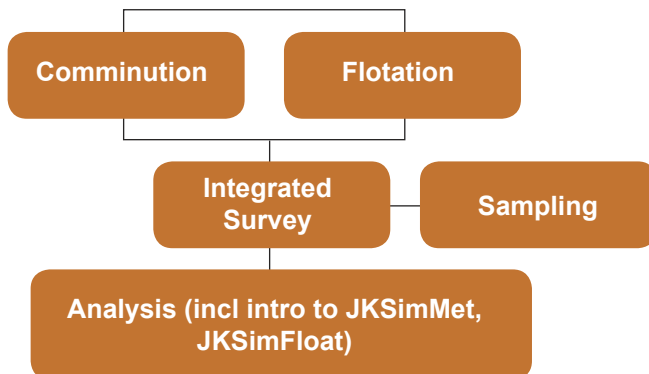 Comminution
Flotation
Integrated
Survey
Sampling
Analysis (incl intro to JKSimMet,
JKSimFloat)